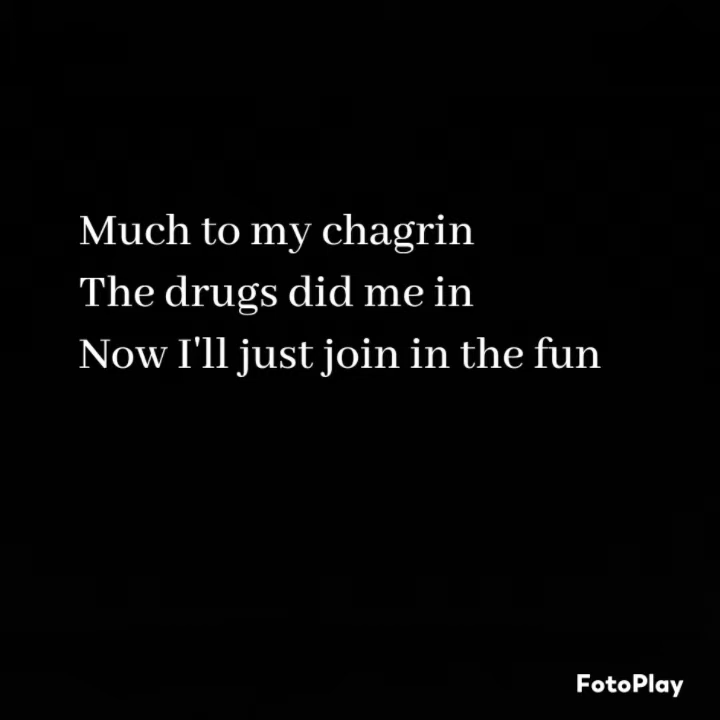 Much to my chagrin
The drugs did me in
Now I'll just join in the fun
FotoPlay